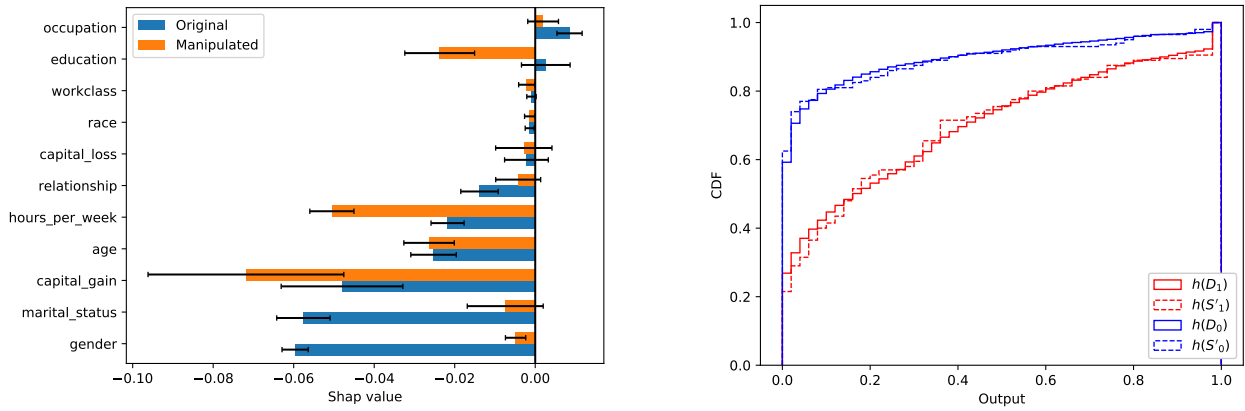 Original
Manipulated
occupation
education
workclass
race
capital_loss
relationship
hours_per_week
age
capital_gain
marital_status
gender
−0.10 −0.08 −0.06 −0.04 −0.02 0.00
Shap value
1.0
0.8
0.6
0.4
0.2
0.0
CDF
h(D₁)
h(S'₁)
h(D₀)
h(S'₀)
0.0 0.2 0.4 0.6 0.8 1.0
Output